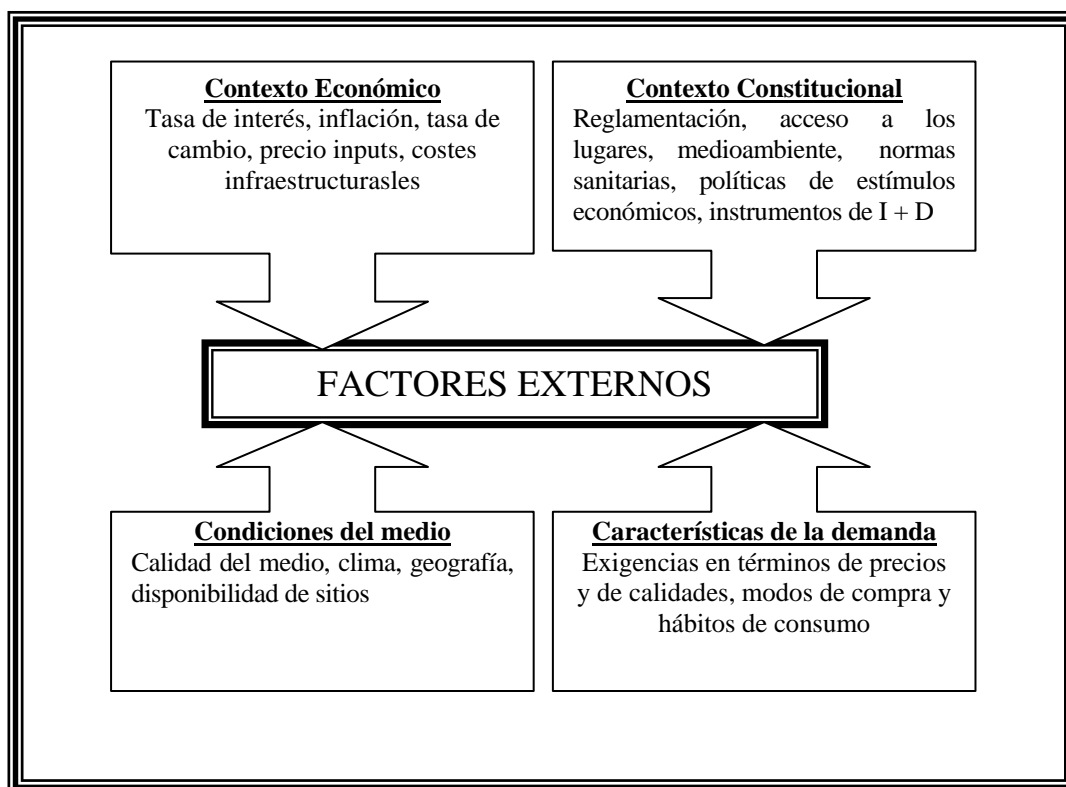 Contexto Económico
Tasa de interés, inflación, tasa de
cambio, precio inputs, costes
infraestructurasles
Contexto Constitucional
Reglamentación, acceso a los
lugares, medioambiente, normas
sanitarias, políticas de estímulos
económicos, instrumentos de I + D
FACTORES EXTERNOS
Condiciones del medio
Calidad del medio, clima, geografía,
disponibilidad de sitios
Características de la demanda
Exigencias en términos de precios
y de calidades, modos de compra y
hábitos de consumo